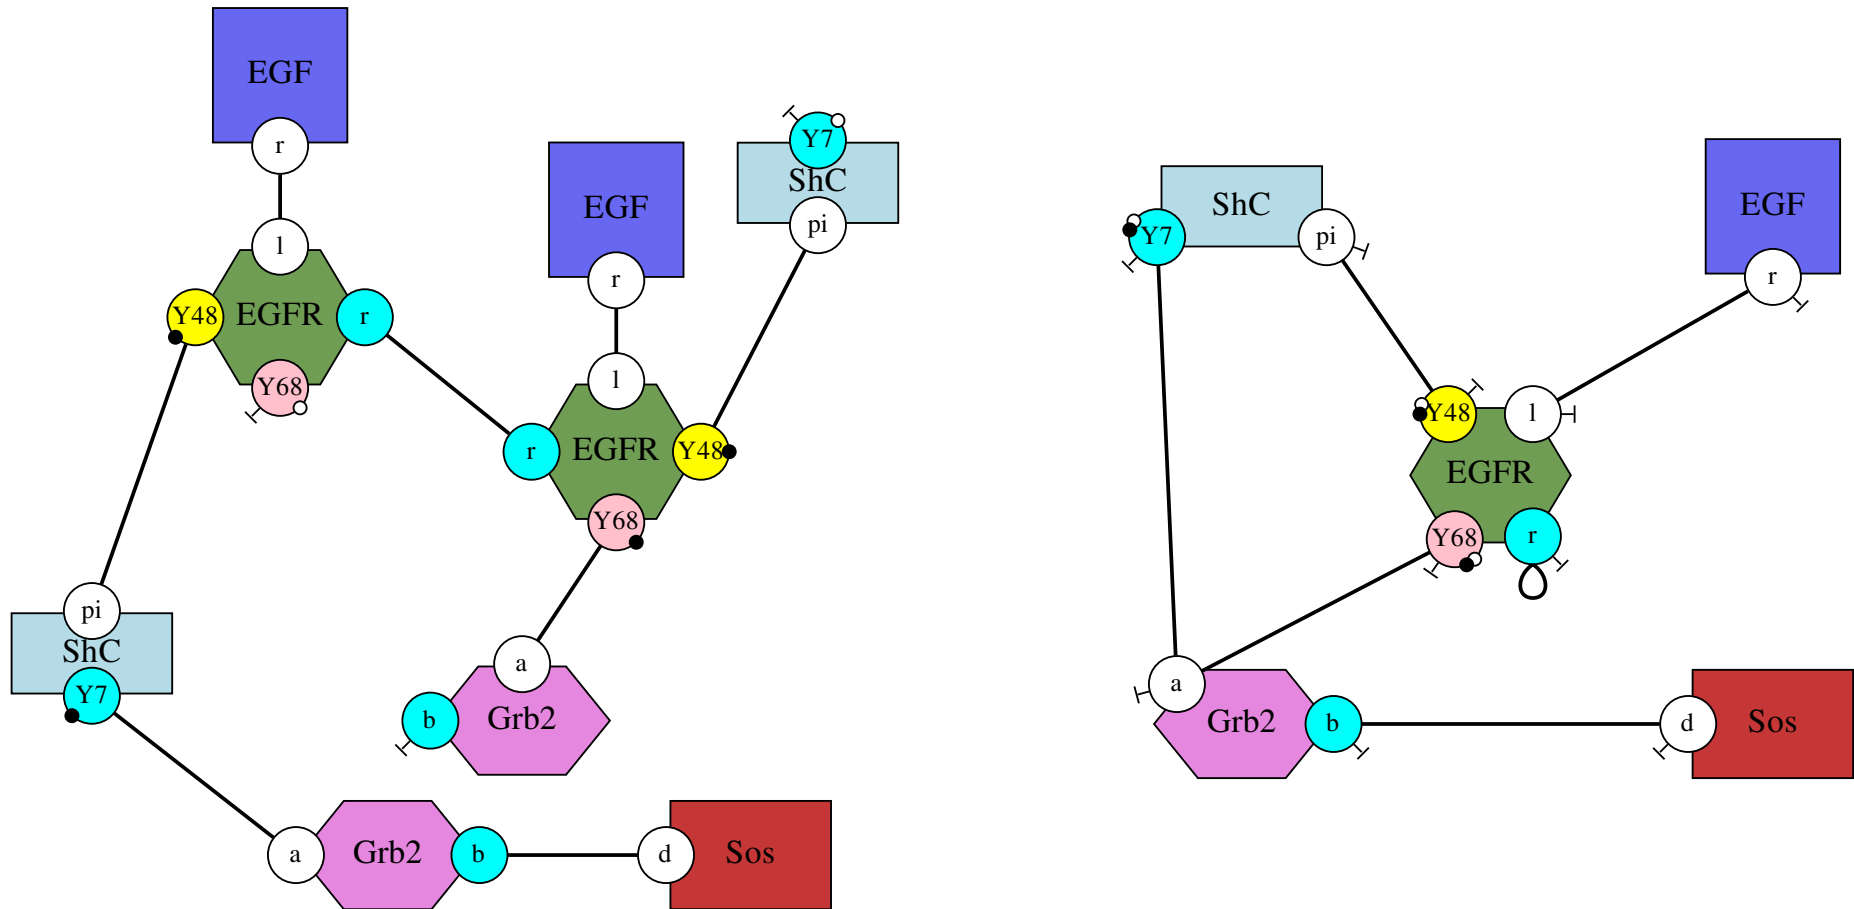 EGF
r
l
Y48
EGFR
r
Y68
EGF
r
l
r
EGFR
Y48
Y68
Y7
ShC
pi
pi
ShC
Y7
a
b
Grb2
a
Grb2
b
d
Sos
ShC
Y7
pi
EGF
r
Y48
l
EGFR
Y68
r
a
Grb2
b
d
Sos